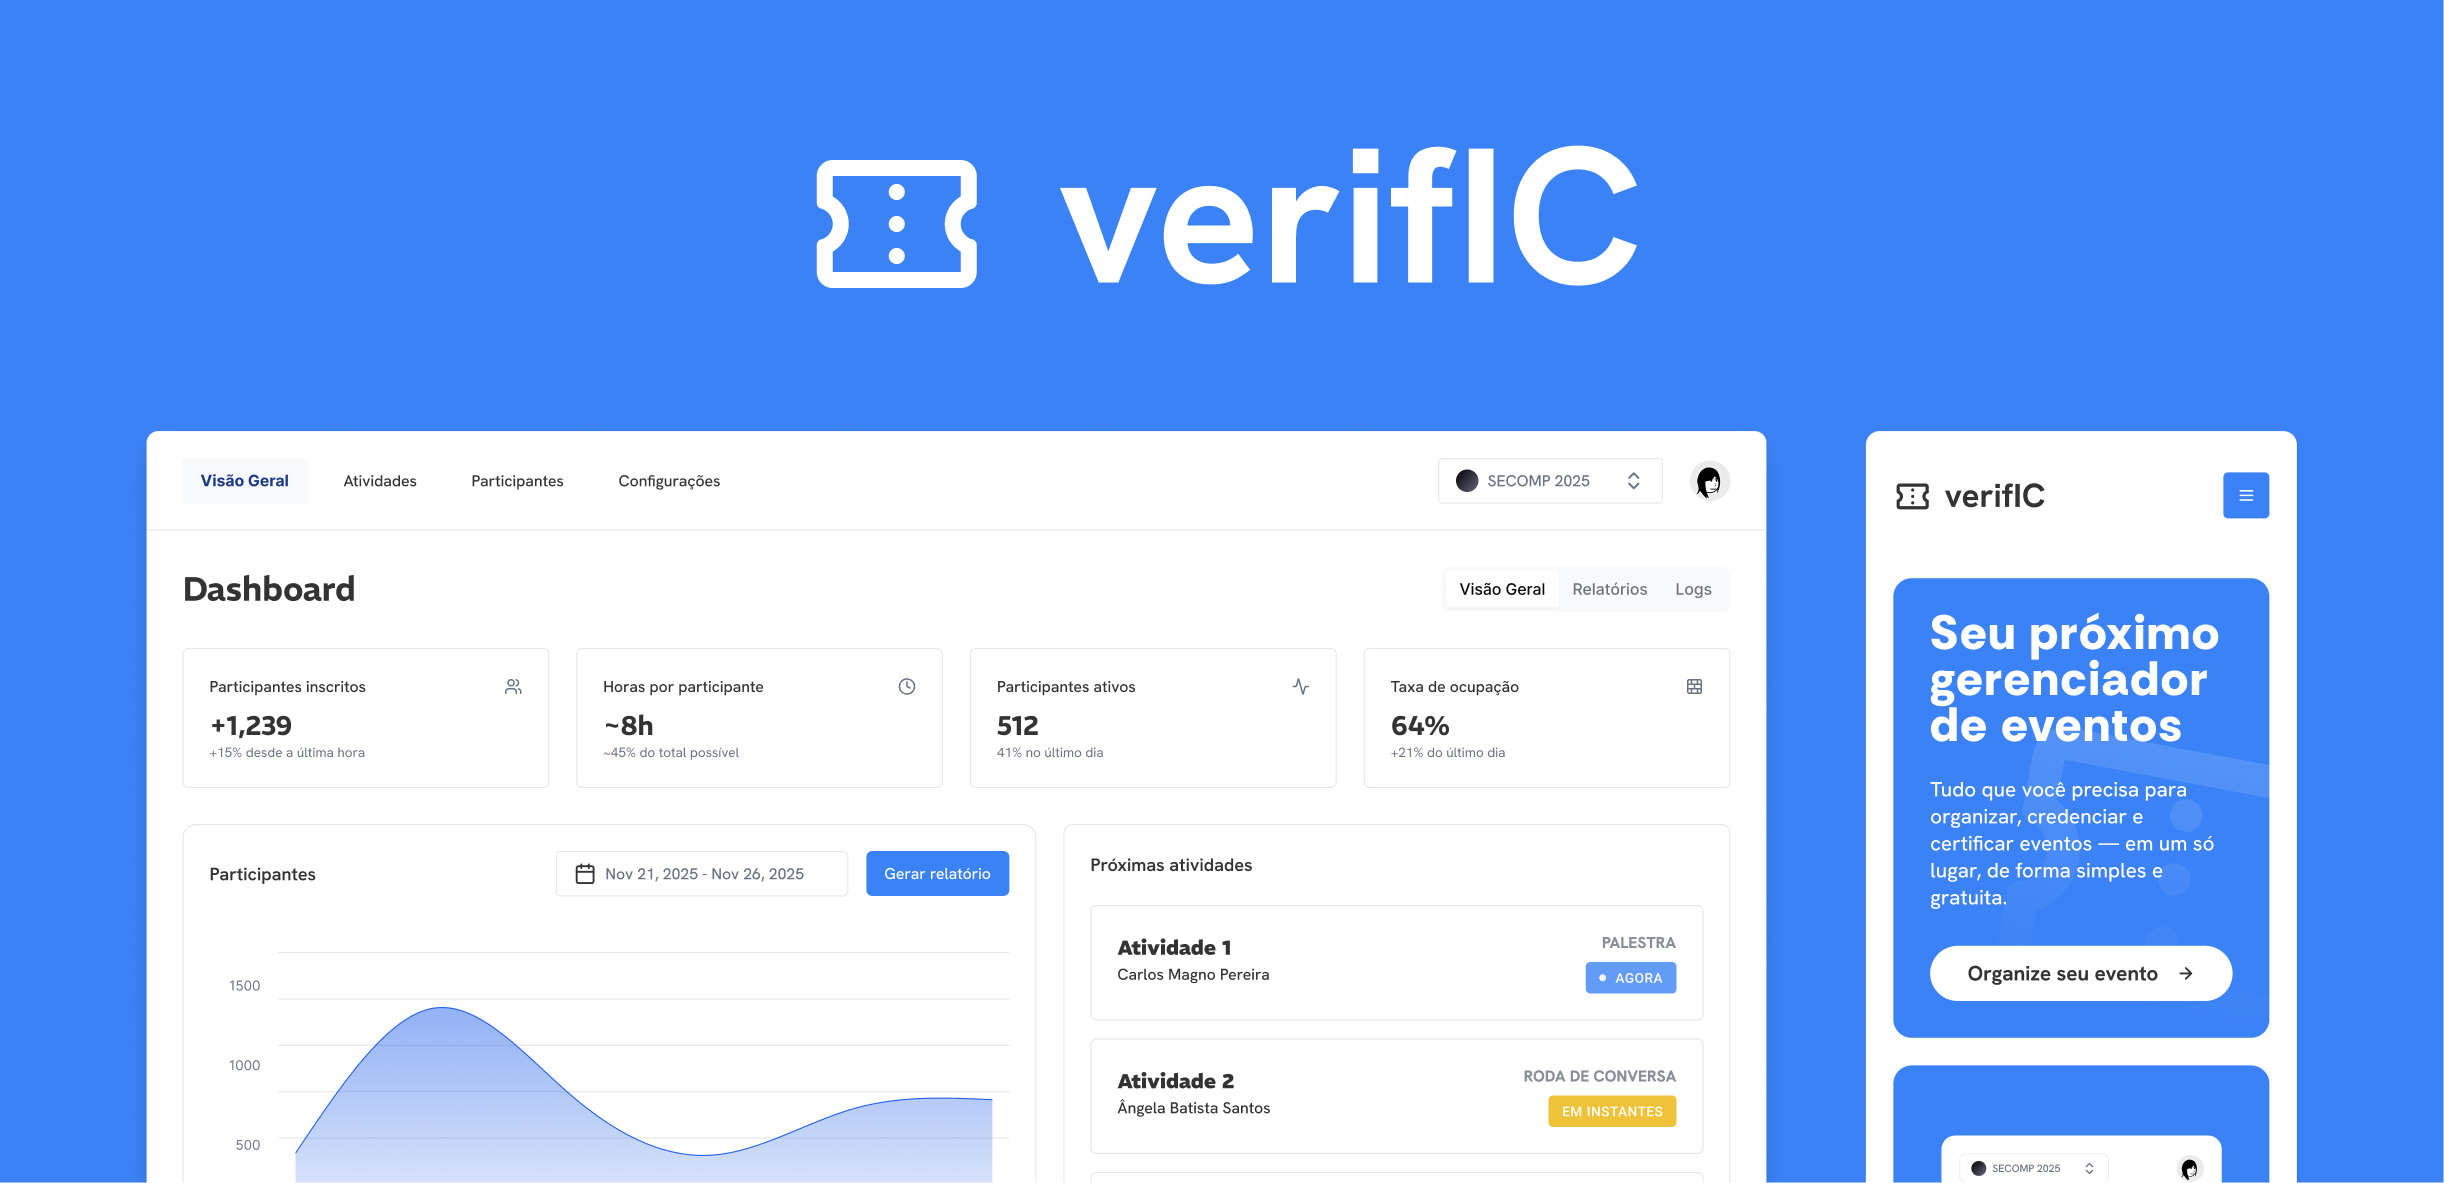 verifIC
Visão Geral
Atividades
Participantes
Configurações
SECOMP 2025
Dashboard
Visão Geral
Relatórios
Logs
Participantes inscritos
+1,239
+15% desde a última hora
Horas por participante
~8h
~45% do total possível
Participantes ativos
512
41% no último dia
Taxa de ocupação
64%
+21% do último dia
Participantes
Nov 21, 2025 - Nov 26, 2025
Gerar relatório
1500
1000
500
Próximas atividades
Atividade 1
Carlos Magno Pereira
PALESTRA
AGORA
Atividade 2
Ângela Batista Santos
RODA DE CONVERSA
EM INSTANTES
verifIC
Seu próximo
gerenciador
de eventos
Tudo que você precisa para
organizar, credenciar e
certificar eventos — em um só
lugar, de forma simples e
gratuita.
Organize seu evento →
SECOMP 2025